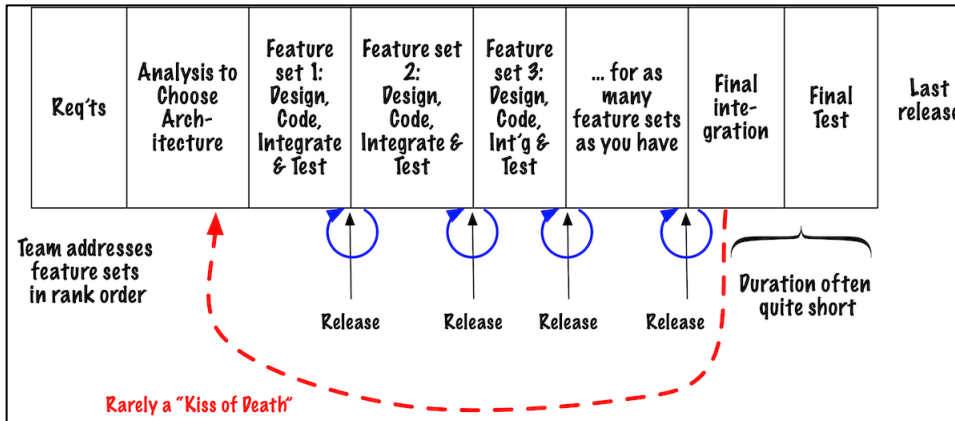 Req'ts
Analysis to
Choose
Arch-
itecture
Feature
set 1:
Design,
Code,
Integrate
& Test
Feature set
2:
Design,
Code,
Integrate &
Test
Feature
set 3:
Design,
Code,
Int'g &
Test
... for as
many
feature sets
as you have
Final
inte-
gration
Final
Test
Last
release
Team addresses
feature sets
in rank order
Release
Release
Release
Release
Duration often
quite short
Rarely a "Kiss of Death"